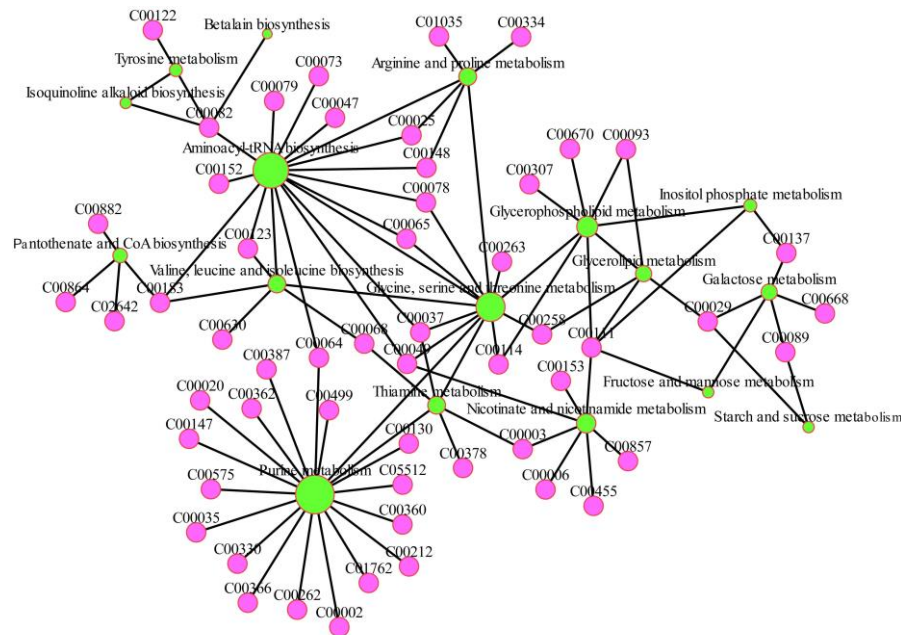 C00122
Betalain biosynthesis
C01035
C00334
Tyrosine metabolism
C00073
Arginine and proline metabolism
Isoquinoline alkaloid biosynthesis
C00079
C00047
C00082
C00025
Aminoacyl-tRNA biosynthesis
C00148
C00670
C00093
C00152
C00307
C00078
Inositol phosphate metabolism
C00882
Glycerophospholipid metabolism
C00065
Pantothenate and CoA biosynthesis
C00123
C00263
C00137
Glycerolipid metabolism
Valine, leucine and isoleucine biosynthesis
Glycine, serine and threonine metabolism
Galactose metabolism
C00864
C02642
C00183
C00037
C00258
C00029
C00668
C00630
C00068
C00064
C00049
C00114
C00111
C00089
C00387
C00153
Thiamine metabolism
Fructose and mannose metabolism
C00020
C00362
C00499
Nicotinate and nicotinamide metabolism
Starch and sucrose metabolism
C00147
C00130
C00003
C00857
C00378
Purine metabolism
C05512
C00575
C00006
C00455
C00360
C00035
C00330
C00212
C00366
C00262
C00002
C01762